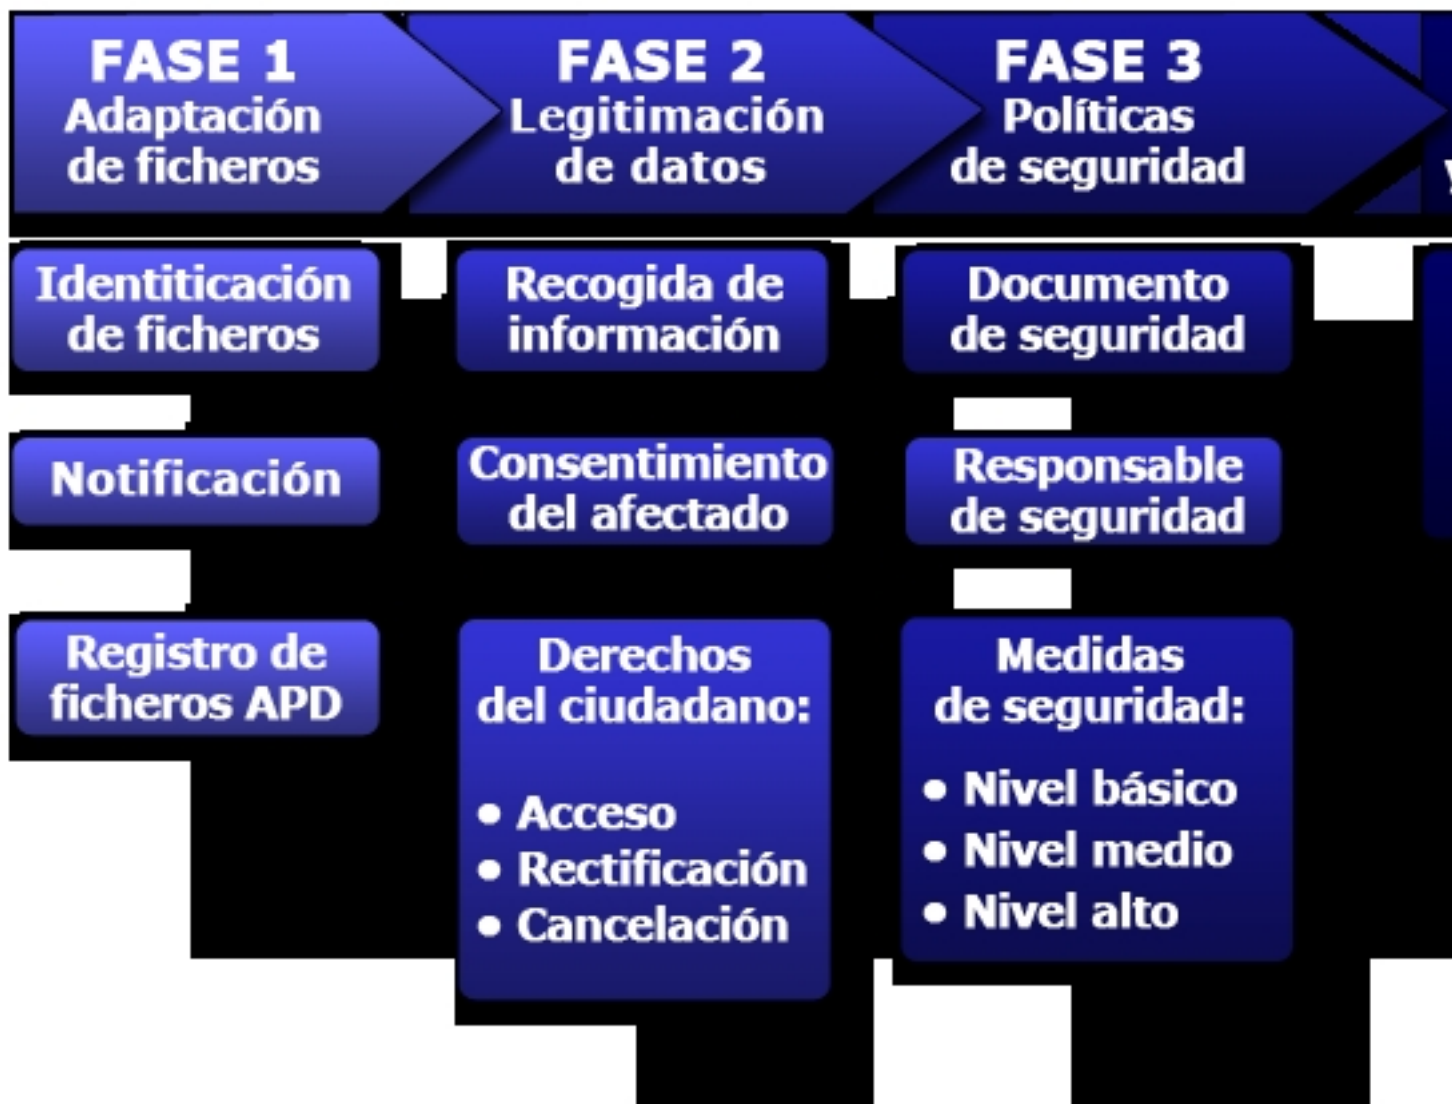 FASE 1
Adaptación
de ficheros
FASE 2
Legitimación
de datos
FASE 3
Políticas
de seguridad
y
Identiticación
de ficheros
Notificación
Registro de
ficheros APD
Recogida de
información
Consentimiento
del afectado
Derechos
del ciudadano:
• Acceso
• Rectificación
• Cancelación
Documento
de seguridad
Responsable
de seguridad
Medidas
de seguridad:
• Nivel básico
• Nivel medio
• Nivel alto